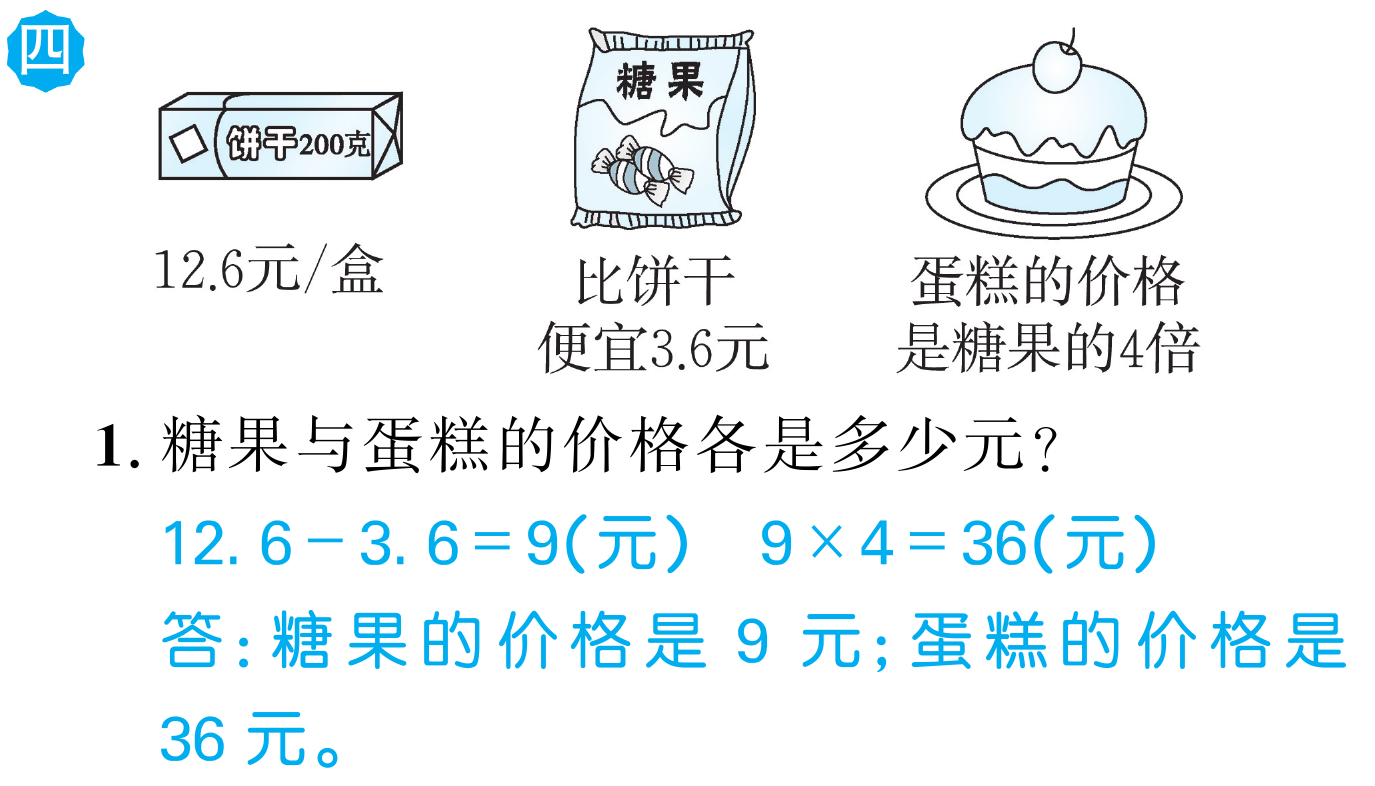 四
饼干200克
糖果
12.6元/盒
比饼干
便宜3.6元
蛋糕的价格
是糖果的4倍
1. 糖果与蛋糕的价格各是多少元?
12.6-3.6=9(元) 9×4=36(元)
答:糖果的价格是 9 元;蛋糕的价格是
36 元。